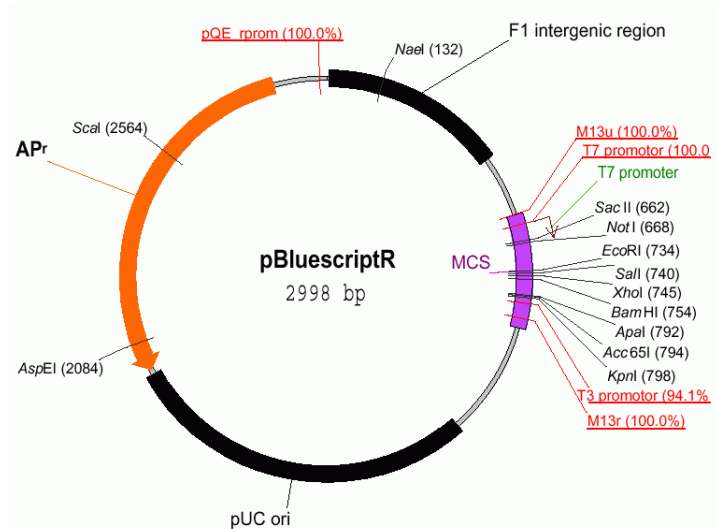 pQE_rprom (100.0%)
NaeI (132)
F1 intergenic region
ScaI (2564)
M13u (100.0%)
T7 promotor (100.0
APr
T7 promoter
SacII (662)
NotI (668)
pBluescriptR
MCS
EcoRI (734)
SalI (740)
2998 bp
XhoI (745)
BamHI (754)
ApaI (792)
AspEI (2084)
Acc65I (794)
KpnI (798)
T3 promotor (94.1%
M13r (100.0%)
pUC ori